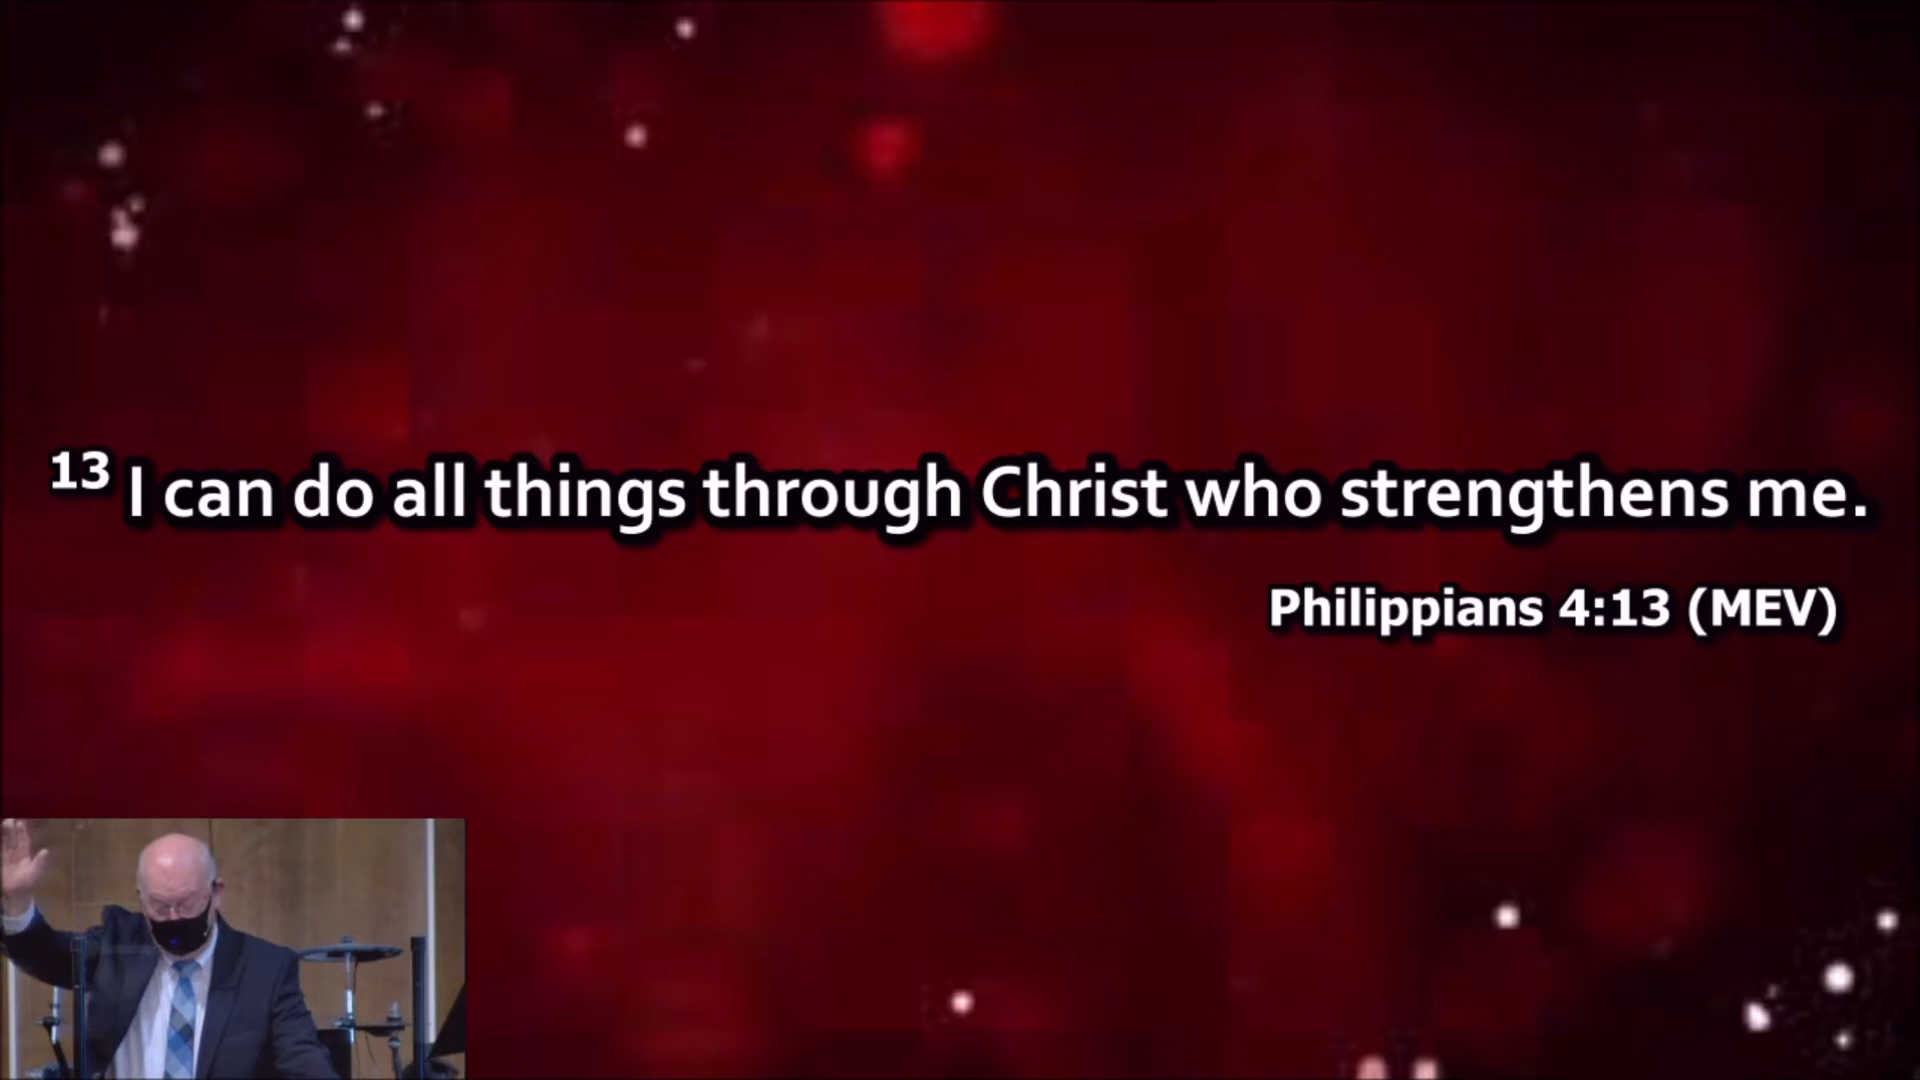 13 I can do all things through Christ who strengthens me.
Philippians 4:13 (MEV)